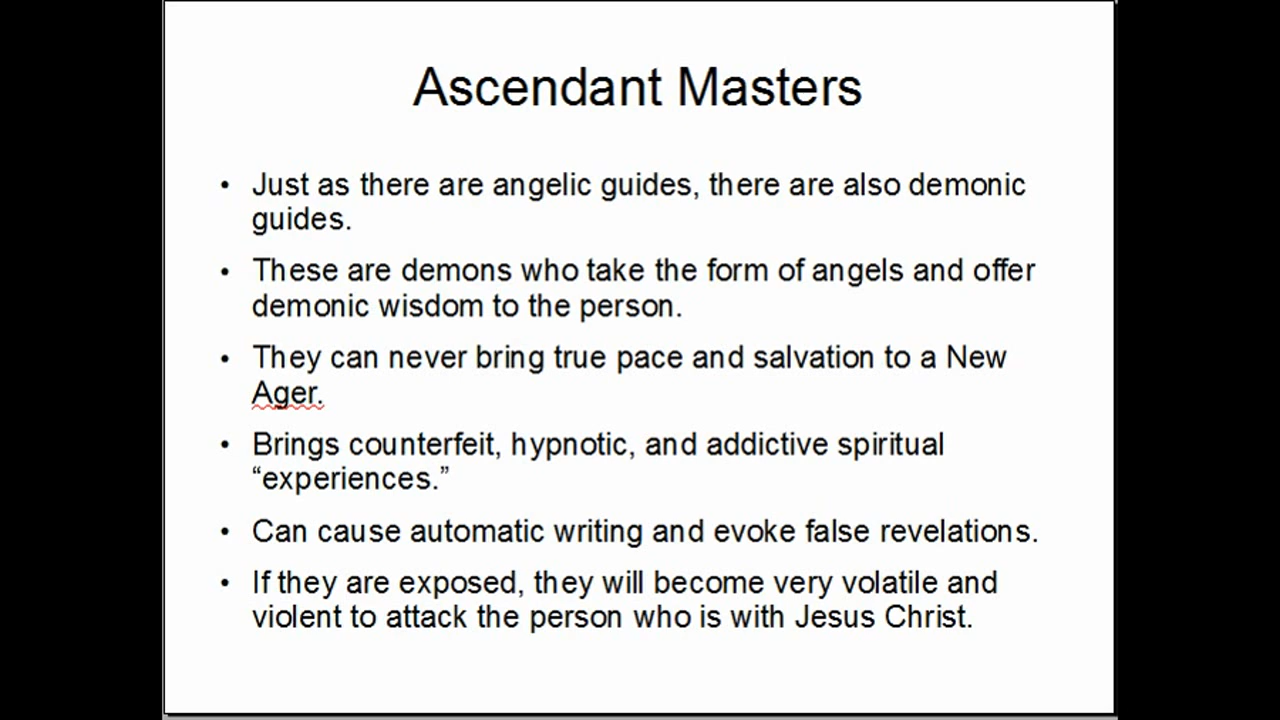 Ascendant Masters
• Just as there are angelic guides, there are also demonic
guides.
• These are demons who take the form of angels and offer
demonic wisdom to the person.
• They can never bring true pace and salvation to a New
Ager.
• Brings counterfeit, hypnotic, and addictive spiritual
“experiences.”
• Can cause automatic writing and evoke false revelations.
• If they are exposed, they will become very volatile and
violent to attack the person who is with Jesus Christ.